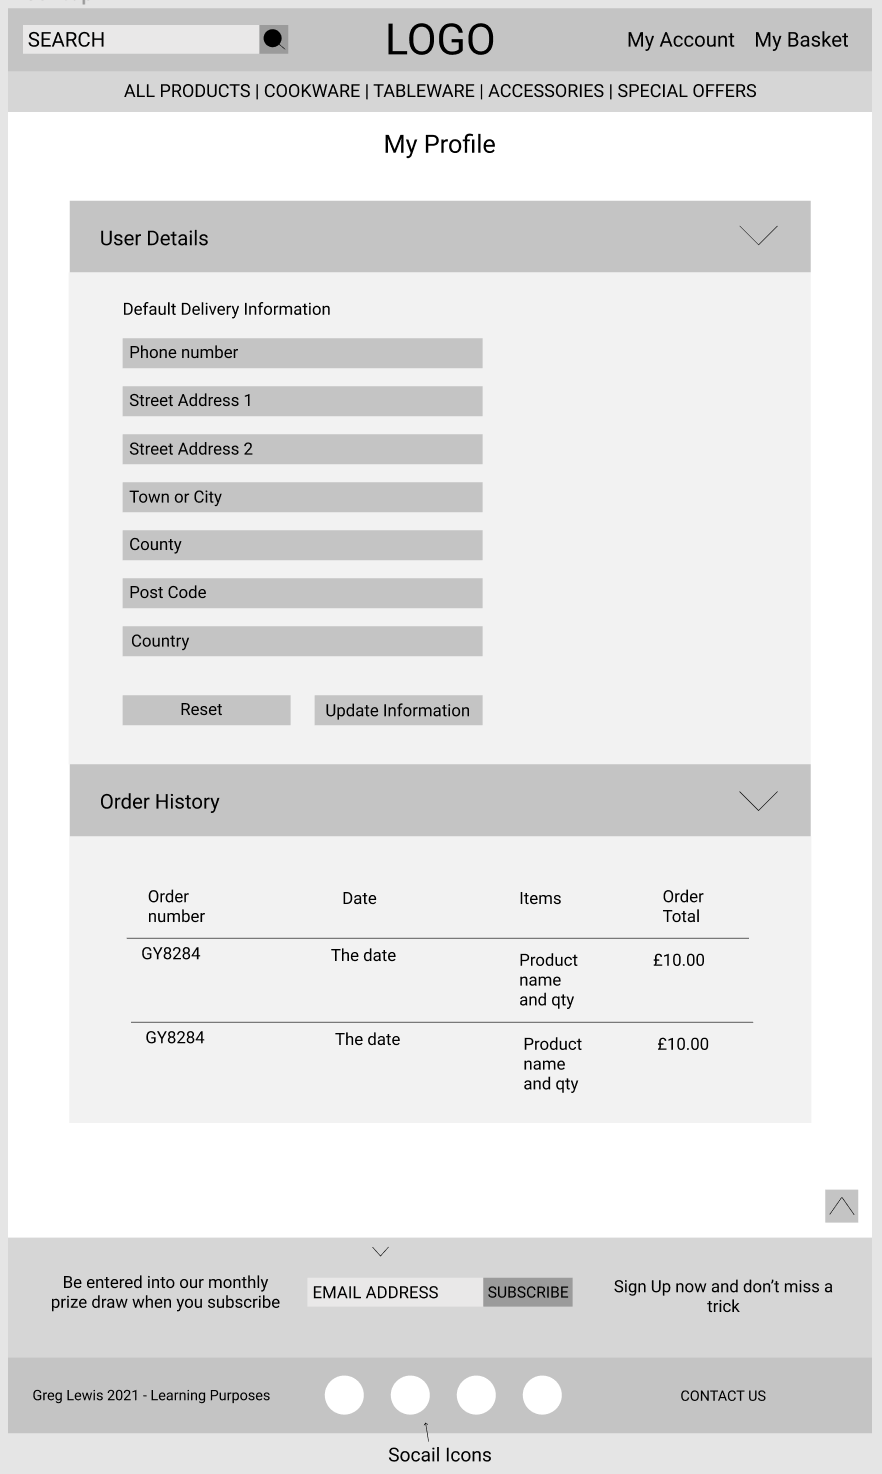 SEARCH
LOGO
My Account My Basket
ALL PRODUCTS | COOKWARE | TABLEWARE | ACCESSORIES | SPECIAL OFFERS
My Profile
User Details
Default Delivery Information
Phone number
Street Address 1
Street Address 2
Town or City
County
Post Code
Country
Reset
Update Information
Order History
Order
number
Date
Items
Order
Total
GY8284
The date
Product
name
and qty
£10.00
GY8284
The date
Product
name
and qty
£10.00
Be entered into our monthly
prize draw when you subscribe
EMAIL ADDRESS
SUBSCRIBE
Sign Up now and don't miss a
trick
Greg Lewis 2021 - Learning Purposes
CONTACT US
Socail Icons